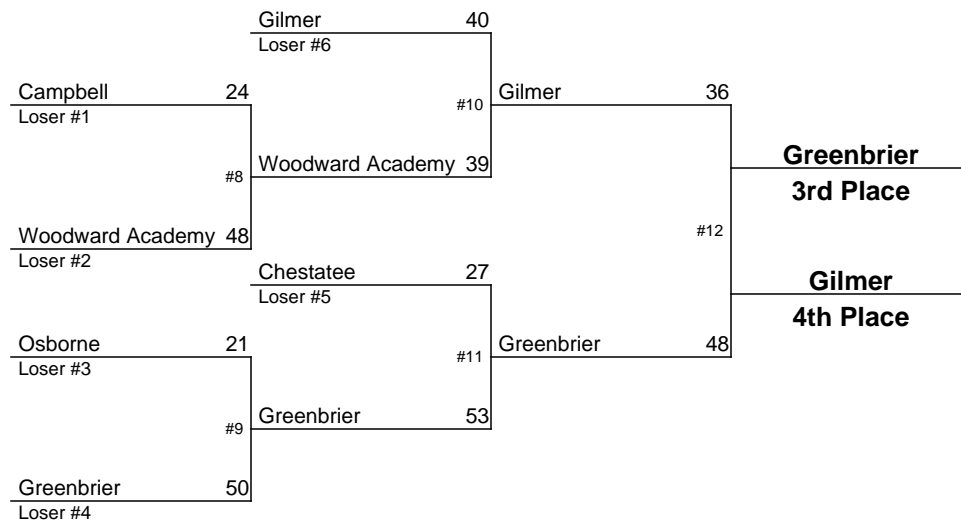 Gilmer 40
Loser #6
Campbell 24
Loser #1
#10
Gilmer 36
Greenbrier
3rd Place
#8
Woodward Academy 39
Woodward Academy 48
Loser #2
#12
Chestatee 27
Loser #5
Gilmer
4th Place
Osborne 21
Loser #3
#11
Greenbrier 48
#9
Greenbrier 53
Greenbrier 50
Loser #4